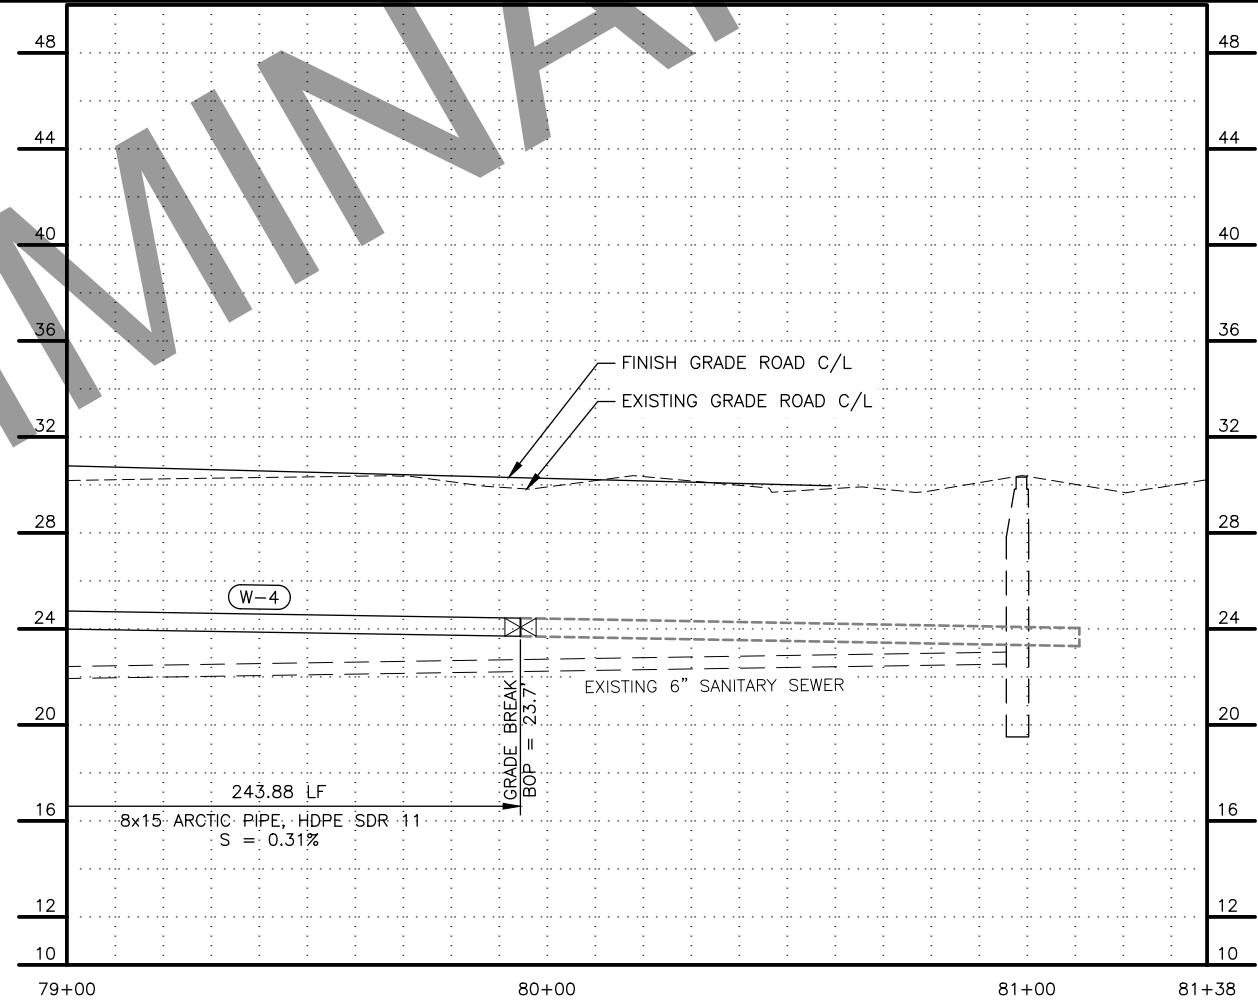 MINA
48
48
44
44
40
40
36
36
FINISH GRADE ROAD C/L
EXISTING GRADE ROAD C/L
32
32
28
28
W-4
24
24
EXISTING 6" SANITARY SEWER
GRADE BREAK
BOP = 23.7'
20
20
243.88 LF
8x15 ARCTIC PIPE, HDPE SDR 11
S = 0.31%
16
16
12
12
10
10
79+00
80+00
81+00
81+38